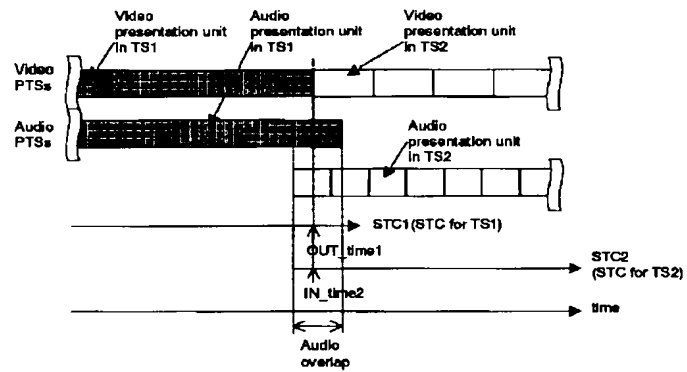 Video
presentation unit
in TS1
Audio
presentation unit
in TS1
Video
presentation unit
in TS2
Video
PTSs
Audio
PTSs
Audio
presentation unit
in TS2
STC1(STC for TS1)
OUT_time1
STC2
(STC for TS2)
IN_time2
time
Audio
overlap